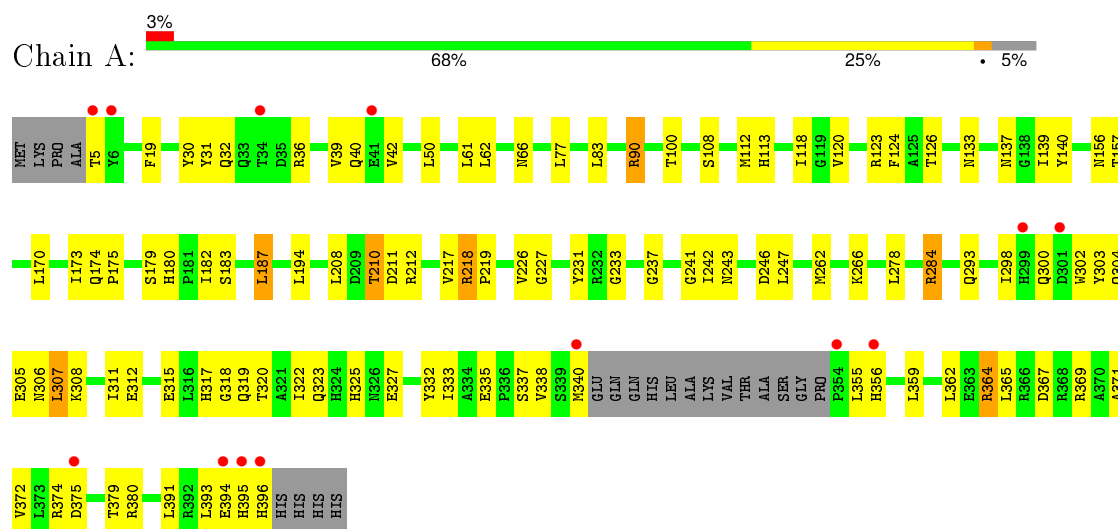 3%
Chain A:
68% 25% • 5%
MET LYS PRO ALA T5 Y6 F19 Y30 Y31 Q32 Q33 T34 D35 R36 V39 Q40 E41 V42 L50 L61 L62 N66 L77 L83 R90 T100 S108 M112 H113 I118 G119 V120 R123 F124 A125 T126 N133 N137 G138 I139 Y140 N156 T157
L170 I173 Q174 P175 S179 H180 P181 I182 S183 L187 L194 L208 D209 T210 D211 R212 V217 R218 P219 V226 G227 Y231 R232 G233 G237 G241 I242 N243 D246 L247 M262 K266 L278 R284 Q293 I298 H299 Q300 D301 W302 Y303
E305 N306 L307 K308 I311 E312 E315 L316 H317 G318 Q319 T320 A321 I322 Q323 H324 H325 N326 E327 Y332 I333 A334 E335 P336 S337 V338 S339 M340 GLU GLN GLN HIS LEU ALA LYS VAL THR ALA SER GLY PRO P354 L355 H356 L359 L362 E363 R364 L365 R366 D367 R368 R369 A370 A371
V372 L373 R374 D375 T379 R380 L391 R392 L393 E394 H395 H396 HIS HIS HIS HIS